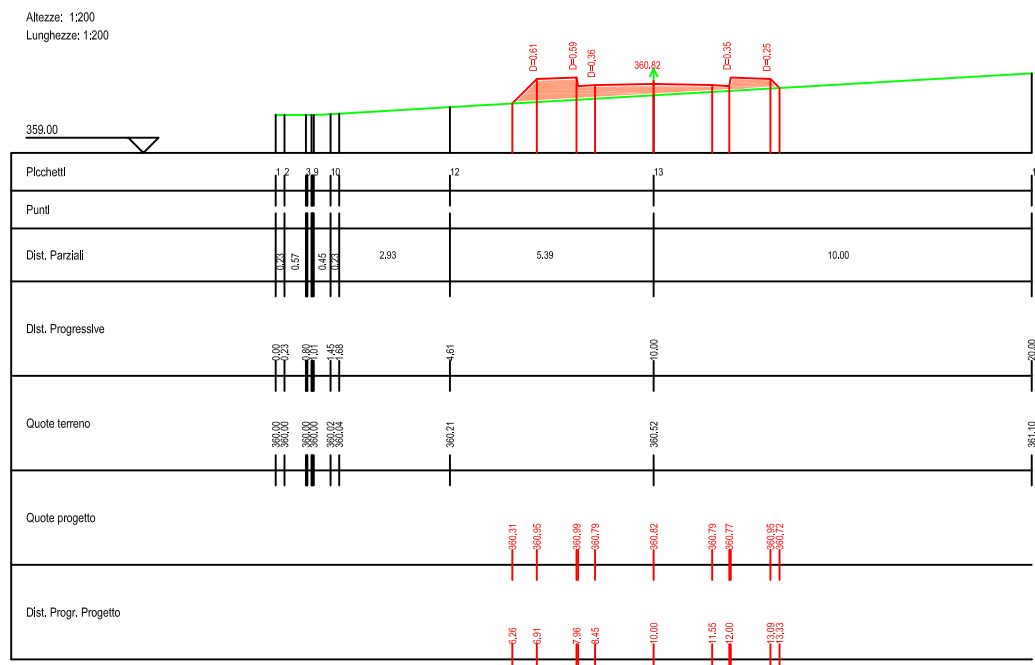 Altezze: 1:200
Lunghezze: 1:200
D=0.61
D=0.59
D=0.36
360.82
D=0.35
D=0.25
359.00
Picchetti 1 2 3 9 10 12 13 1
Punti
Dist. Parziali 0.23 0.57 0.45 0.23 2.93 5.39 10.00
Dist. Progressive 0.00 0.23 0.80 1.01 1.45 1.68 4.61 10.00 20.00
Quote terreno 360.00 360.00 360.00 360.00 360.02 360.04 360.21 360.52 361.10
Quote progetto 360.31 360.95 360.99 360.79 360.82 360.79 360.77 360.95 360.72
Dist. Progr. Progetto 6.26 6.91 7.96 8.45 10.00 11.55 12.00 13.09 13.33